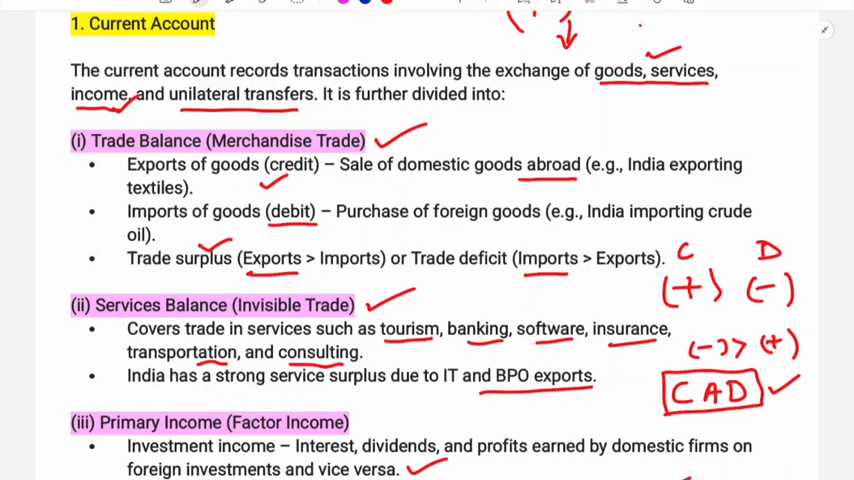 1. Current Account
The current account records transactions involving the exchange of goods, services,
income, and unilateral transfers. It is further divided into:
(i) Trade Balance (Merchandise Trade)
• Exports of goods (credit) – Sale of domestic goods abroad (e.g., India exporting
textiles).
• Imports of goods (debit) – Purchase of foreign goods (e.g., India importing crude
oil).
• Trade surplus (Exports > Imports) or Trade deficit (Imports > Exports).
C D
(+) (-)
(ii) Services Balance (Invisible Trade)
• Covers trade in services such as tourism, banking, software, insurance,
transportation, and consulting.
(-) > (+)
• India has a strong service surplus due to IT and BPO exports.
CAD
(iii) Primary Income (Factor Income)
• Investment income – Interest, dividends, and profits earned by domestic firms on
foreign investments and vice versa.